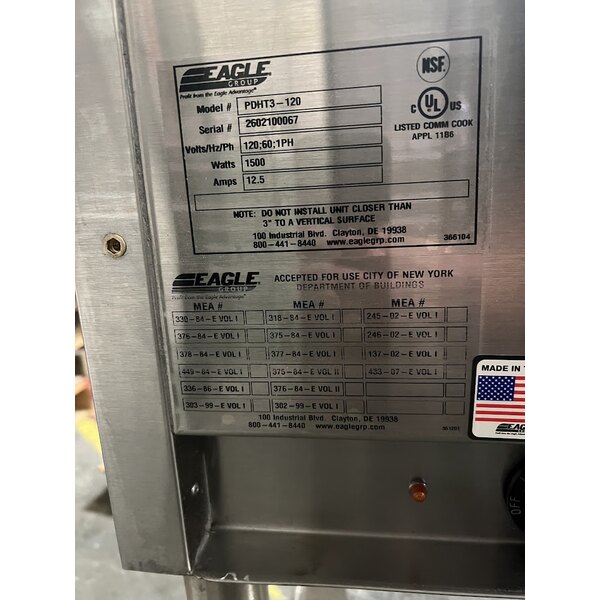 EAGLE
GROUP
Profit from the Eagle Advantage®
NSF.
Model # PDHT3-120
Serial # 2602100067
Volts/Hz/Ph 120;60;1PH
Watts 1500
Amps 12.5
C UL US
LISTED COMM COOK
APPL 11B6
NOTE: DO NOT INSTALL UNIT CLOSER THAN
3" TO A VERTICAL SURFACE
100 Industrial Blvd. Clayton, DE 19938
800-441-8440 www.eaglegrp.com
366104
EAGLE
GROUP
Profit from the Eagle Advantage®
ACCEPTED FOR USE CITY OF NEW YORK
DEPARTMENT OF BUILDINGS
MEA # MEA # MEA #
330-84-E VOL I 318-84-E VOL I 245-02-E VOL I
376-84-E VOL I 375-84-E VOL I 246-02-E VOL I
378-84-E VOL I 377-84-E VOL I 137-02-E VOL I
449-84-E VOL I 375-84-E VOL II 433-07-E VOL I
336-86-E VOL I 376-84-E VOL II
303-99-E VOL I 302-99-E VOL I
100 Industrial Blvd. Clayton, DE 19938
800-441-8440 www.eaglegrp.com
351201
MADE IN
EAGLE
OFF